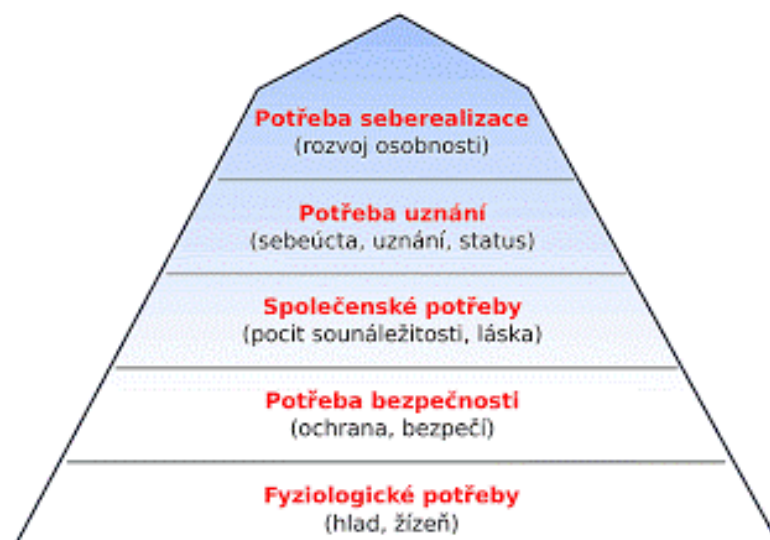 Potřeba seberealizace
(rozvoj osobnosti)
Potřeba uznání
(sebeúcta, uznání, status)
Společenské potřeby
(pocit sounáležitosti, láska)
Potřeba bezpečnosti
(ochrana, bezpečí)
Fyziologické potřeby
(hlad, žízeň)